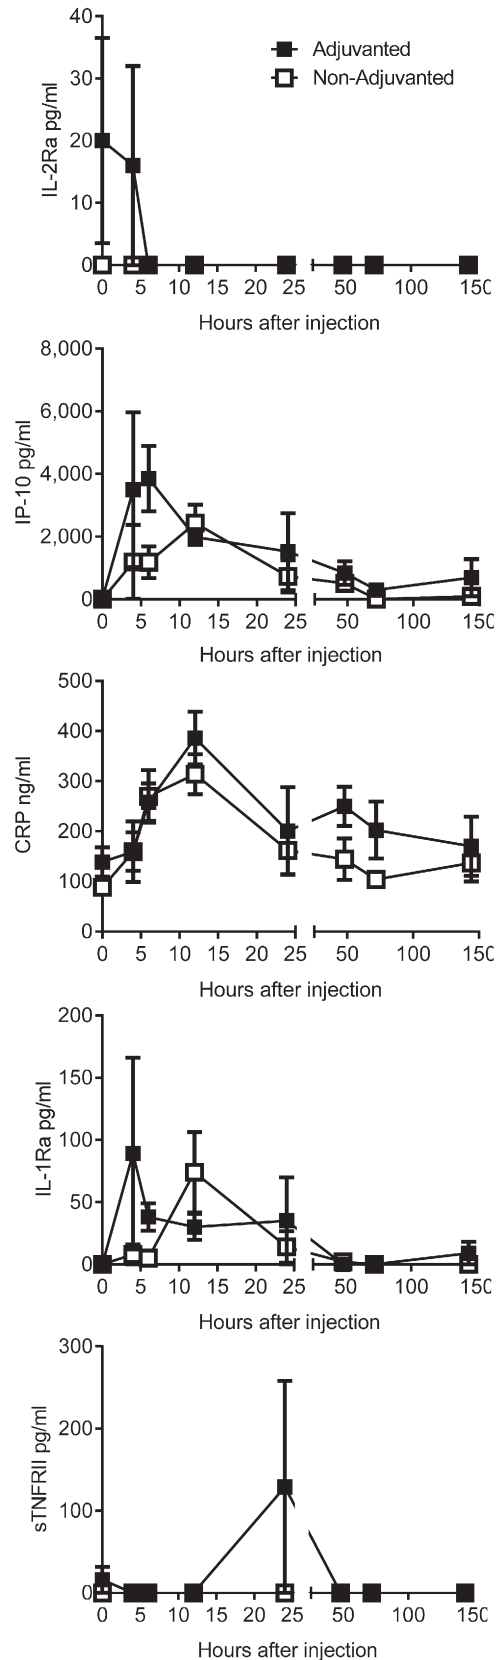 40
Adjuvanted
30
Non-Adjuvanted
IL-2Ra pg/ml
20
10
0
0 5 10 15 20 25 50 100 150
Hours after injection
8,000
6,000
IP-10 pg/ml
4,000
2,000
0
0 5 10 15 20 25 50 100 150
Hours after injection
500
400
CRP ng/ml
300
200
100
0
0 5 10 15 20 25 50 100 150
Hours after injection
200
150
IL-1Ra pg/ml
100
50
0
0 5 10 15 20 25 50 100 150
Hours after injection
300
200
sTNFRII pg/ml
100
0
0 5 10 15 20 25 50 100 150
Hours after injection